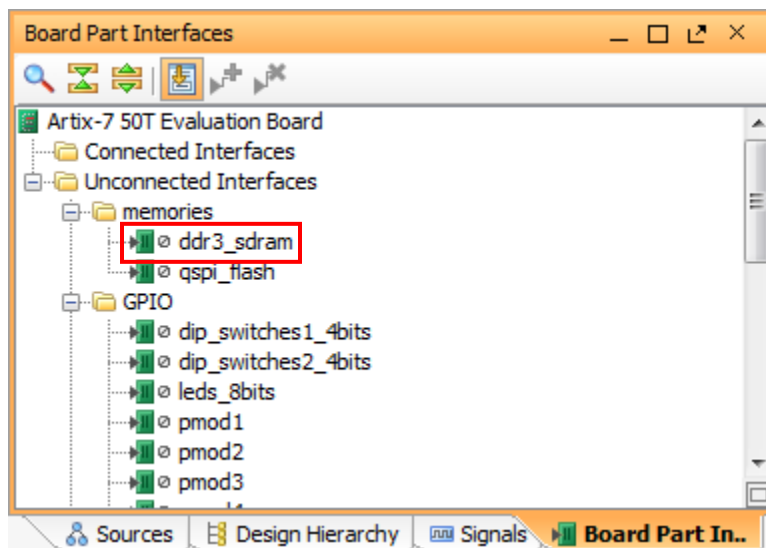 Board Part Interfaces
Artix-7 50T Evaluation Board
Connected Interfaces
Unconnected Interfaces
memories
ddr3_sdram
qspi_flash
GPIO
dip_switches1_4bits
dip_switches2_4bits
leds_8bits
pmod1
pmod2
pmod3
Sources Design Hierarchy Signals Board Part In..